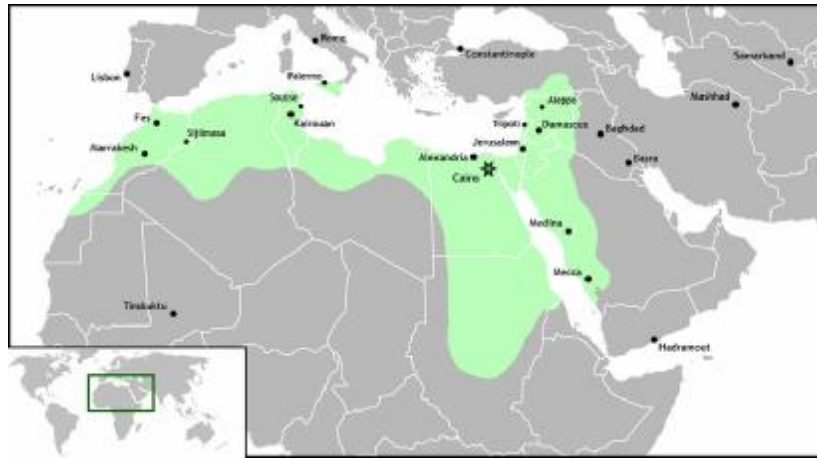 Rome
Constantinople
Samarkand
Lisbon
Palermo
Mashhad
Sousse
Aleppo
Fes
Kairouan
Tripoli
Damascus
Baghdad
Sijilmasa
Marrakesh
Jerusalem
Alexandria
Basra
Cairo
Medina
Mecca
Timbuktu
Hadramout